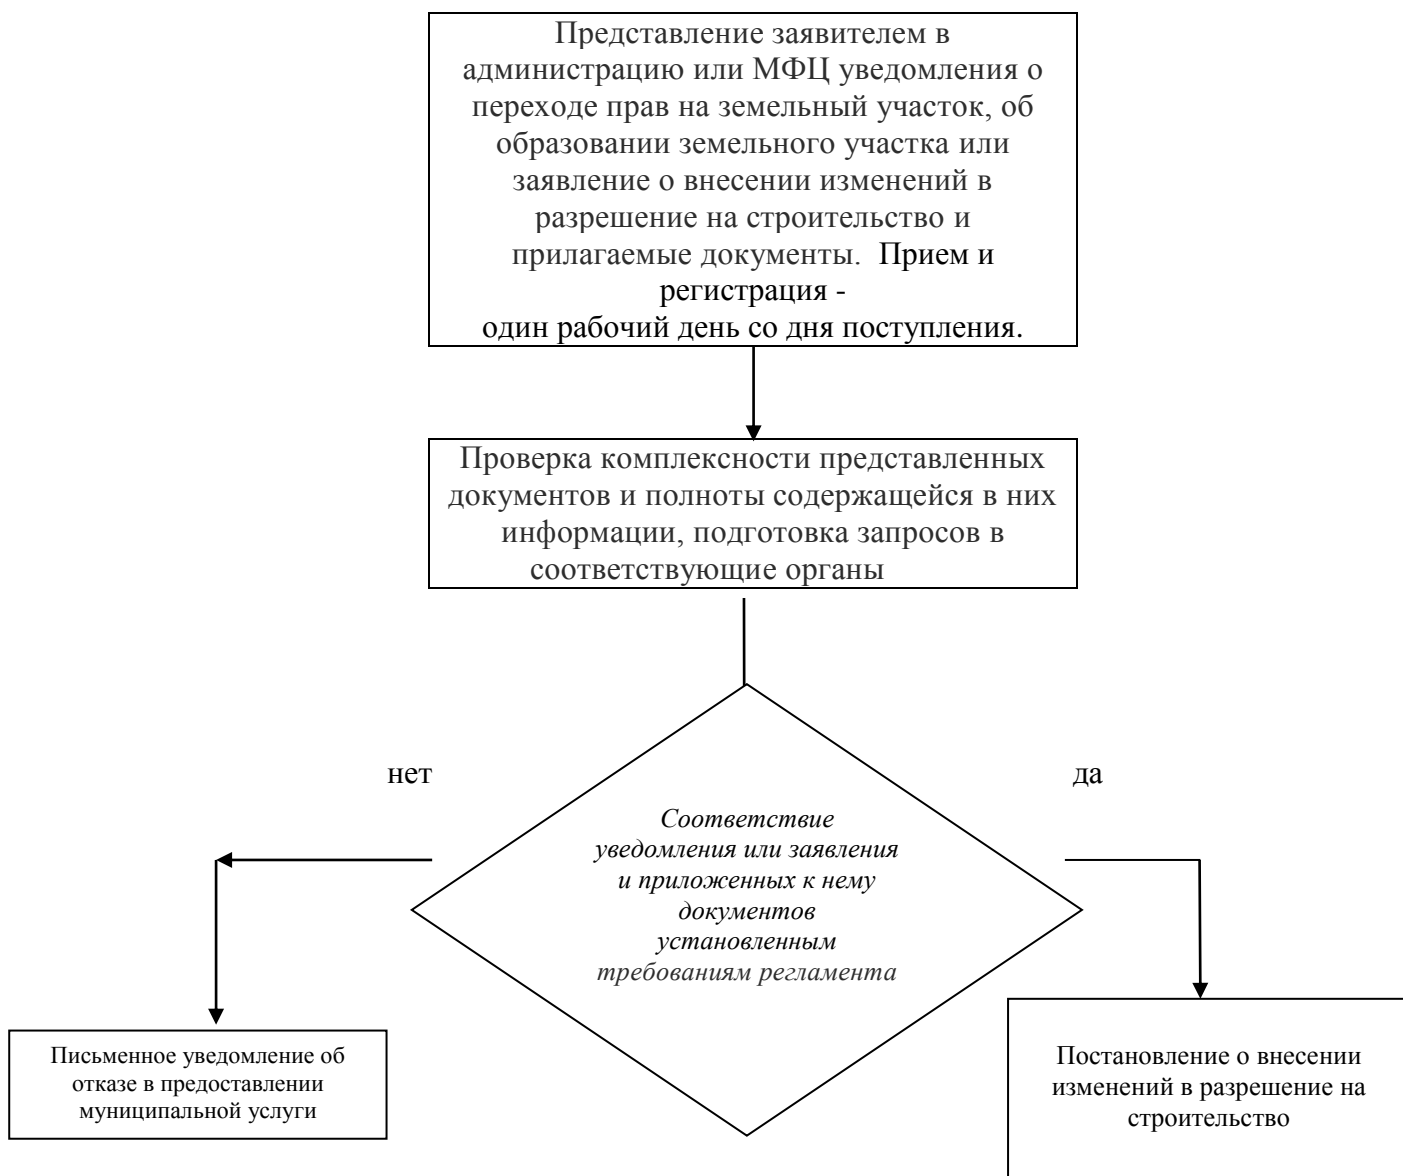 Представление заявителем в
администрацию или МФЦ уведомления о
переходе прав на земельный участок, об
образовании земельного участка или
заявление о внесении изменений в
разрешение на строительство и
прилагаемые документы.  Прием и
регистрация -
один рабочий день со дня поступления.
Проверка комплексности представленных
документов и полноты содержащейся в них
информации, подготовка запросов в
соответствующие органы
нет
да
Соответствие
уведомления или заявления
и приложенных к нему
документов
установленным
требованиям регламента
Письменное уведомление об
отказе в предоставлении
муниципальной услуги
Постановление о внесении
изменений в разрешение на
строительство